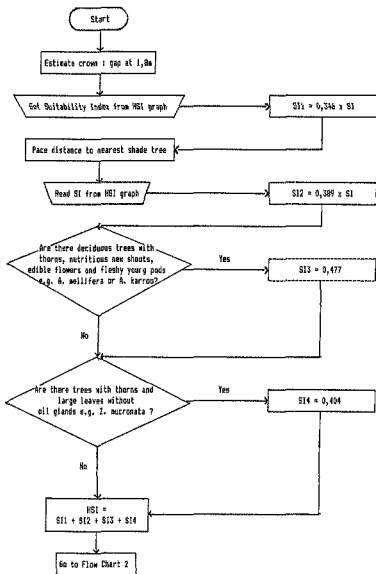 Start
Estimate crown : gap at 1,8m
Get Suitability Index from HSI graph
SI1 = 0,346 x SI
Pace distance to nearest shade tree
Read SI from HSI graph
SI2 = 0,389 x SI
Are there deciduous trees with
thorns, nutritious new shoots,
edible flowers and fleshy young pods
e.g. A. mellifera or A. karroo?
Yes
SI3 = 0,477
No
Are there trees with thorns and
large leaves without
oil glands e.g. Z. mucronata ?
Yes
SI4 = 0,404
No
HSI =
SI1 + SI2 + SI3 + SI4
Go to Flow Chart 2